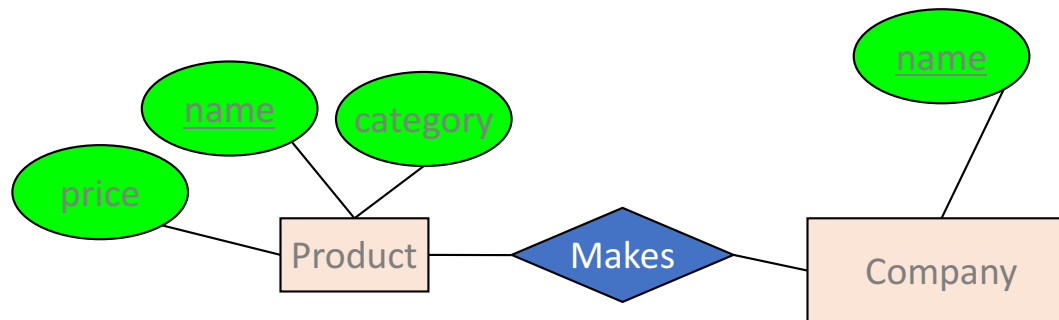 name
name
category
price
Product
Makes
Company